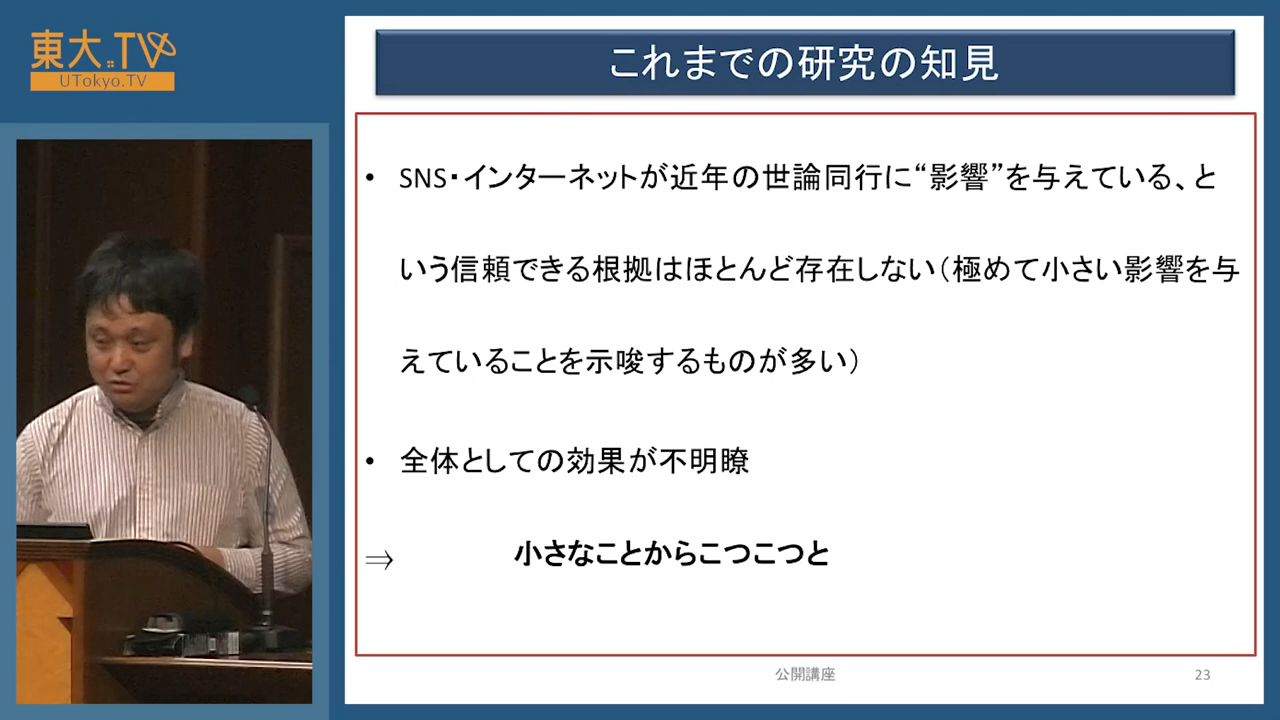 東大.TV
UTokyo.TV
これまでの研究の知見
• SNS・インターネットが近年の世論同行に“影響”を与えている、と
いう信頼できる根拠はほとんど存在しない（極めて小さい影響を与
えていることを示唆するものが多い）
• 全体としての効果が不明瞭
⇒ 小さなことからこつこつと
公開講座
23